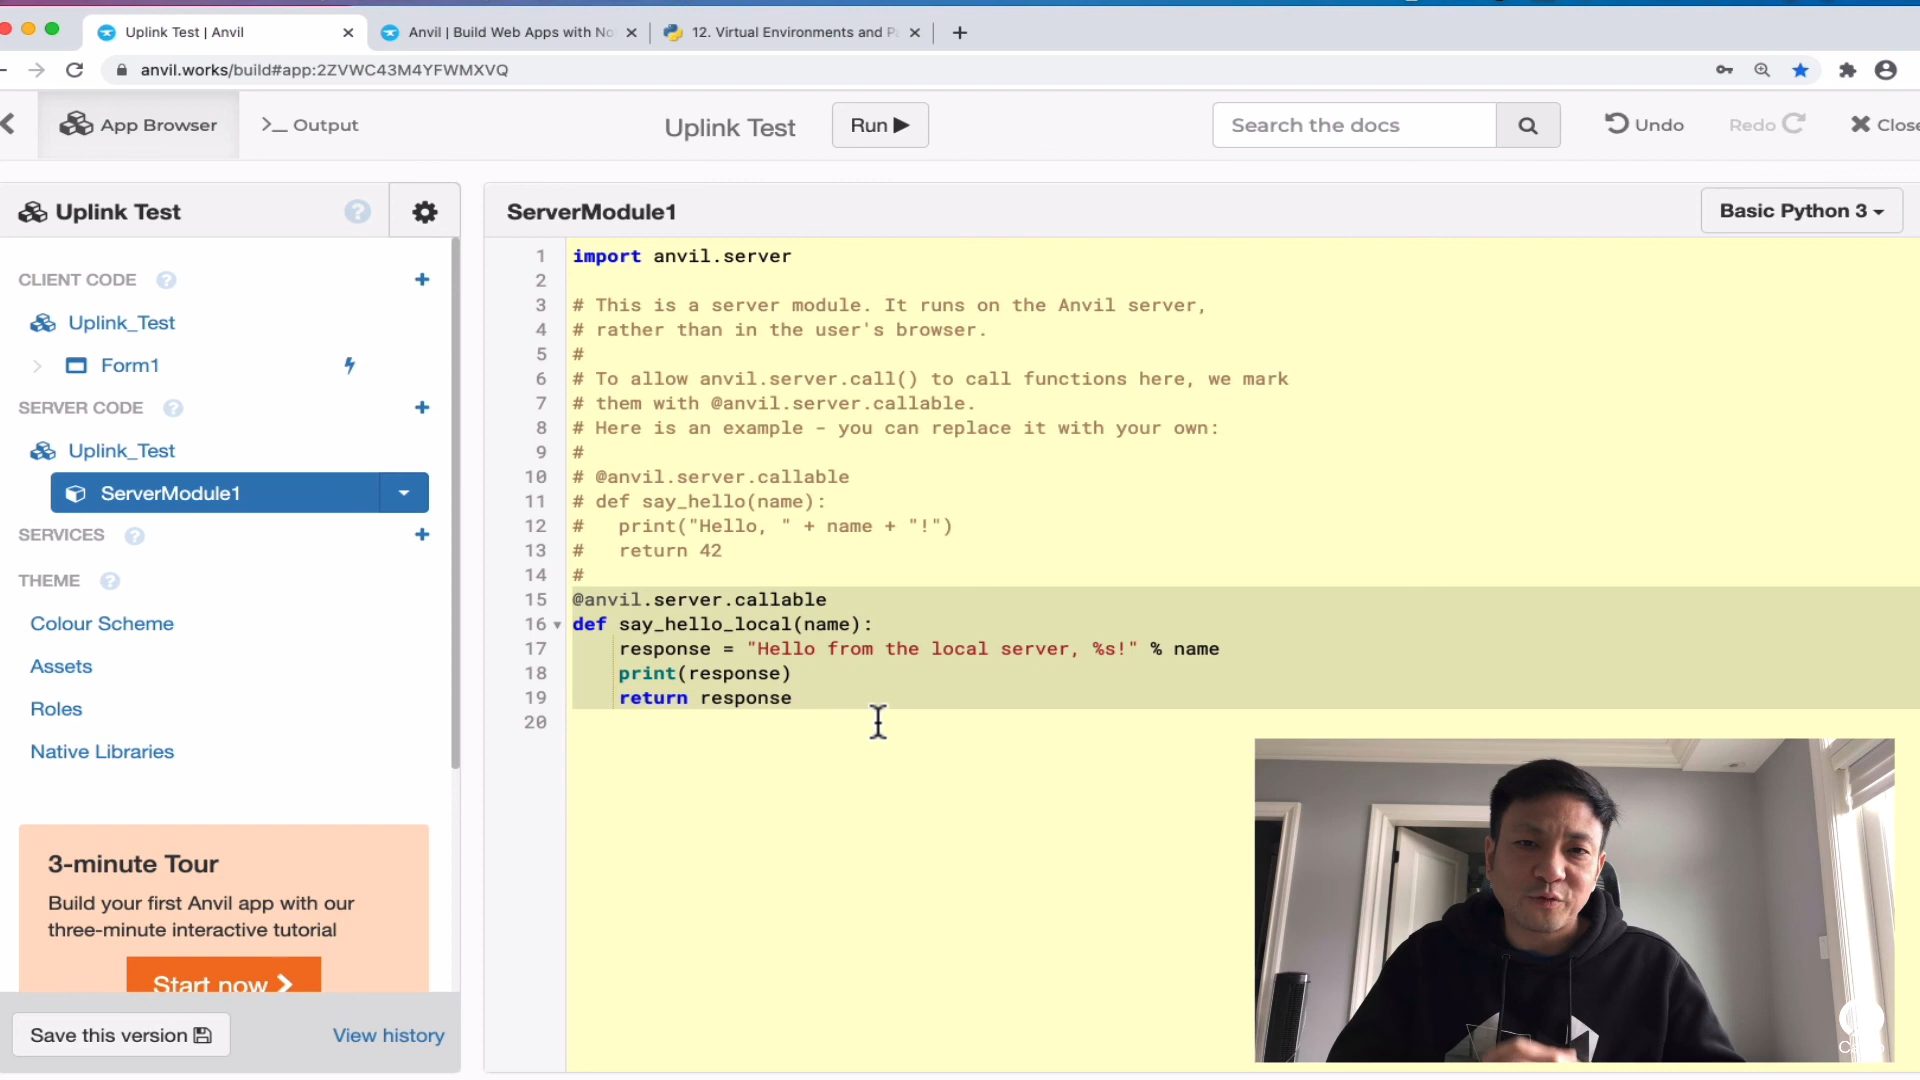 Uplink Test | Anvil
Anvil | Build Web Apps with No
12. Virtual Environments and P
anvil.works/build#app:2ZVWC43M4YFWMXVQ
App Browser
>_ Output
Uplink Test
Run
Search the docs
Undo
Redo
Close
Uplink Test
ServerModule1
Basic Python 3
CLIENT CODE
Uplink_Test
Form1
SERVER CODE
Uplink_Test
ServerModule1
SERVICES
THEME
Colour Scheme
Assets
Roles
Native Libraries
3-minute Tour
Build your first Anvil app with our
three-minute interactive tutorial
Start now
Save this version
View history
1 import anvil.server
2
3 # This is a server module. It runs on the Anvil server,
4 # rather than in the user's browser.
5 #
6 # To allow anvil.server.call() to call functions here, we mark
7 # them with @anvil.server.callable.
8 # Here is an example - you can replace it with your own:
9 #
10 # @anvil.server.callable
11 # def say_hello(name):
12 #   print("Hello, " + name + "!")
13 #   return 42
14 #
15 @anvil.server.callable
16 def say_hello_local(name):
17     response = "Hello from the local server, %s!" % name
18     print(response)
19     return response
20